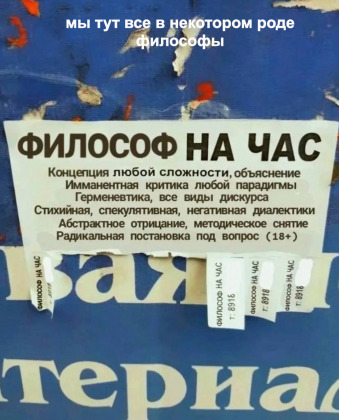 мы тут все в некотором роде
философы
ФИЛОСОФ НА ЧАС
Концепция любой сложности, объяснение
Имманентная критика любой парадигмы
Герменевтика, все виды дискурса
Стихийная, спекулятивная, негативная диалектики
Абстрактное отрицание, методическое снятие
Радикальная постановка под вопрос (18+)
ФИЛОСОФ НА ЧАС
ФИЛОСОФ НА ЧАС
т: 8918
ФИЛОСОФ НА ЧАС
т: 8918
ФИЛОСОФ НА ЧАС
т: 8918
ва
териа